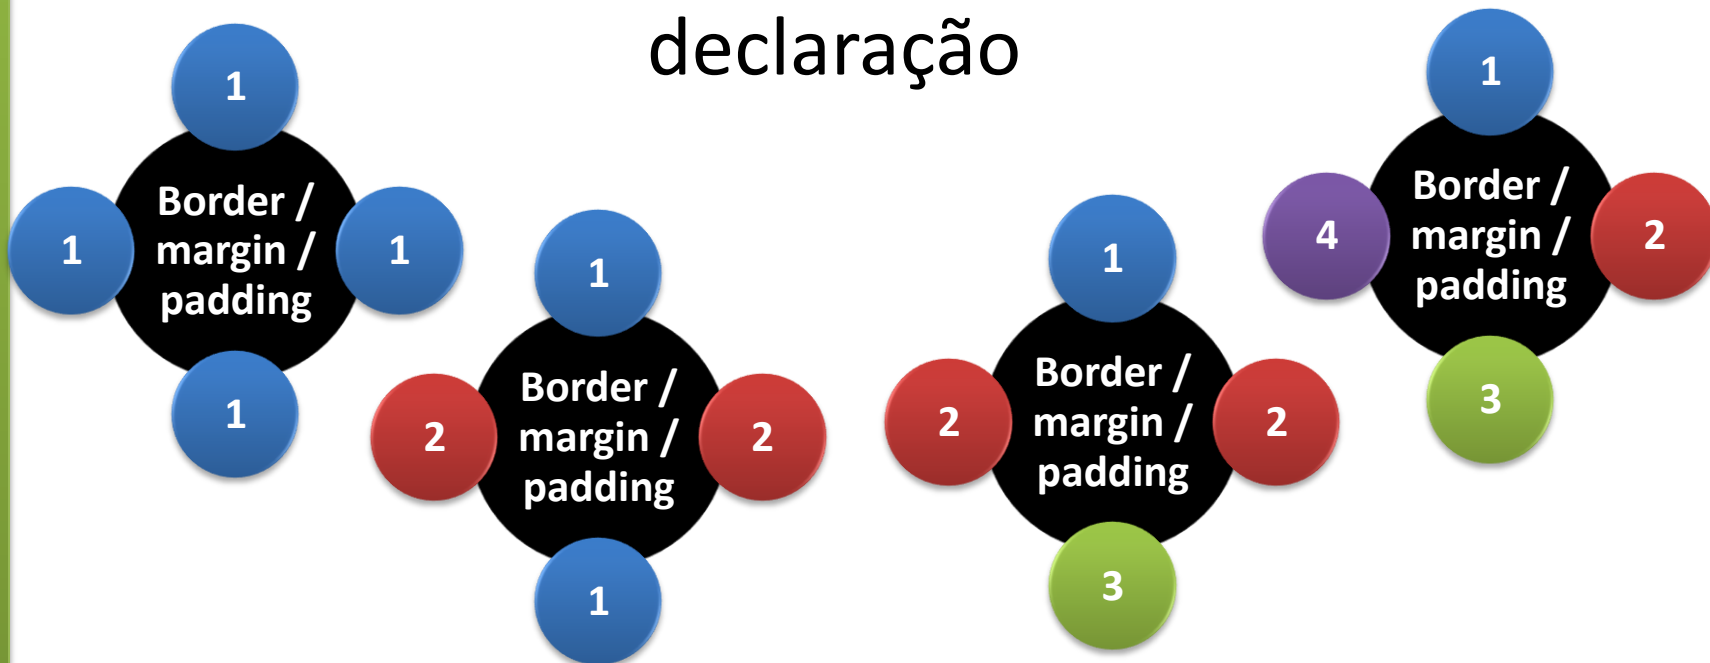 declaração
1
1
Border /
margin /
padding
1
1
1
2
Border /
margin /
padding
2
1
1
2
Border /
margin /
padding
2
3
1
4
Border /
margin /
padding
2
3